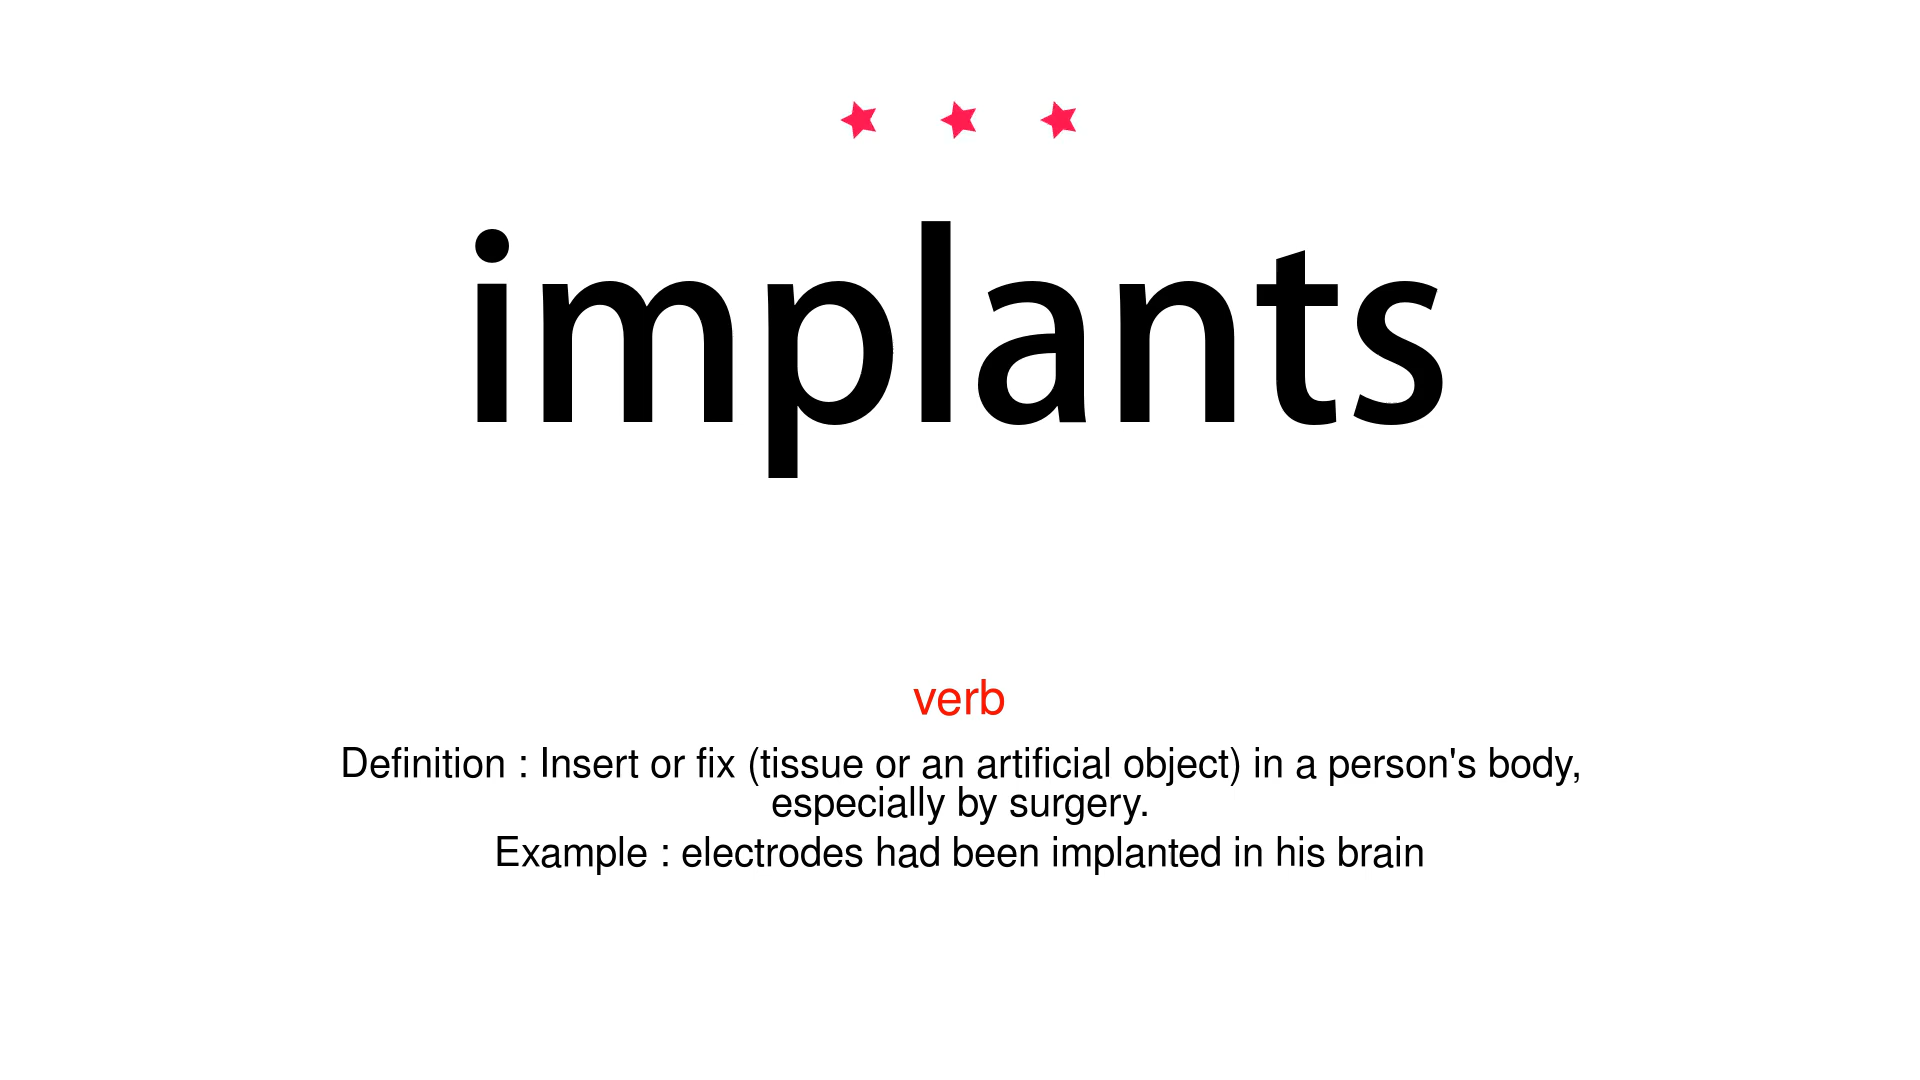 implants
verb
Definition : Insert or fix (tissue or an artificial object) in a person's body,
especially by surgery.
Example : electrodes had been implanted in his brain